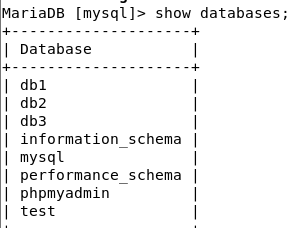 MariaDB [mysql]> show databases;
+--------------------+
| Database           |
+--------------------+
| db1                |
| db2                |
| db3                |
| information_schema |
| mysql              |
| performance_schema |
| phpmyadmin         |
| test               |